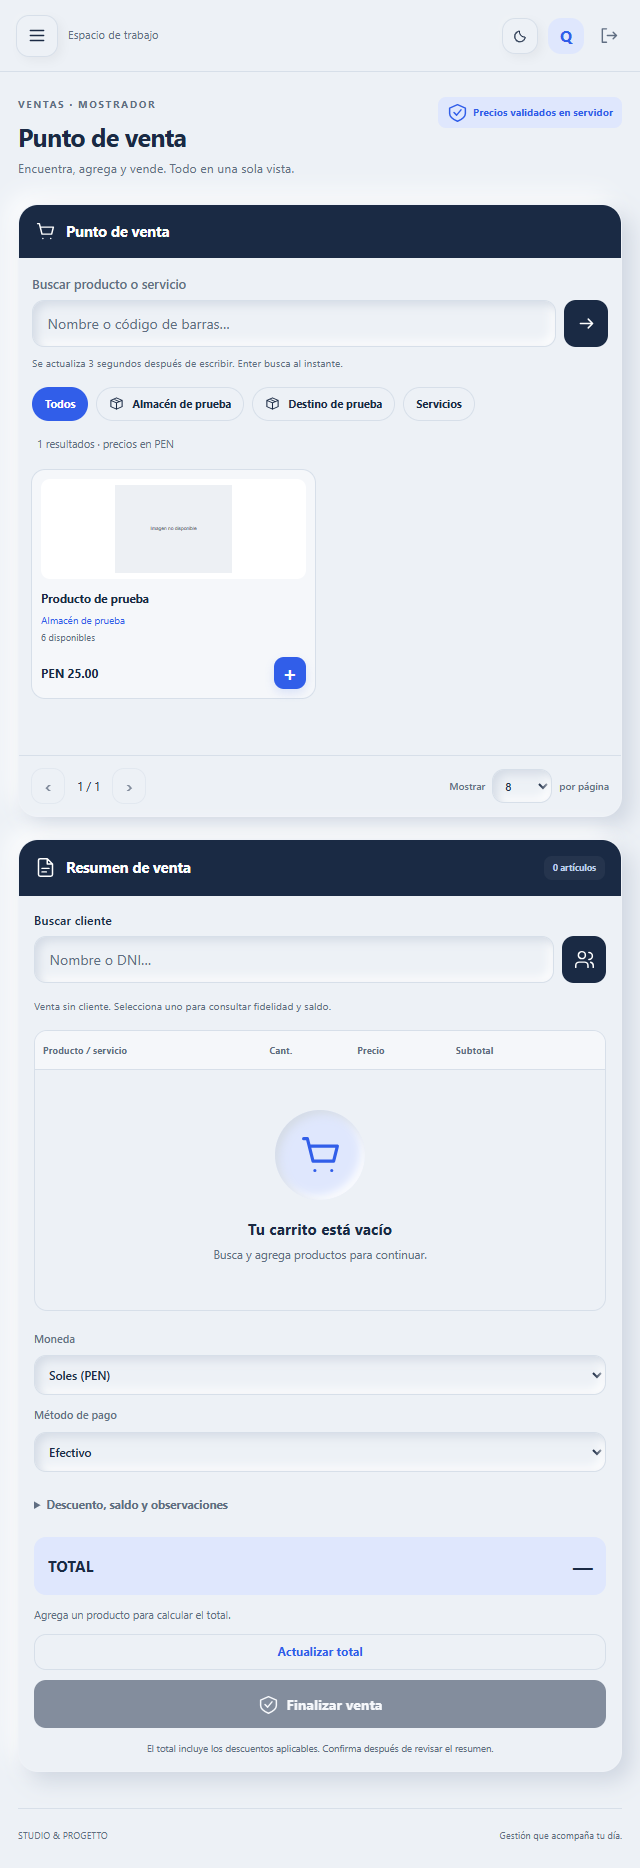 Espacio de trabajo
Q
VENTAS · MOSTRADOR
Precios validados en servidor
Punto de venta
Encuentra, agrega y vende. Todo en una sola vista.
Punto de venta
Buscar producto o servicio
Nombre o código de barras...
Se actualiza 3 segundos después de escribir. Enter busca al instante.
Todos
Almacén de prueba
Destino de prueba
Servicios
1 resultados · precios en PEN
Imagen no disponible
Producto de prueba
Almacén de prueba
6 disponibles
PEN 25.00
+
‹
1 / 1
›
Mostrar
8
por página
Resumen de venta
0 artículos
Buscar cliente
Nombre o DNI...
Venta sin cliente. Selecciona uno para consultar fidelidad y saldo.
Producto / servicio
Cant.
Precio
Subtotal
Tu carrito está vacío
Busca y agrega productos para continuar.
Moneda
Soles (PEN)
Método de pago
Efectivo
Descuento, saldo y observaciones
TOTAL
—
Agrega un producto para calcular el total.
Actualizar total
Finalizar venta
El total incluye los descuentos aplicables. Confirma después de revisar el resumen.
STUDIO & PROGETTO
Gestión que acompaña tu día.